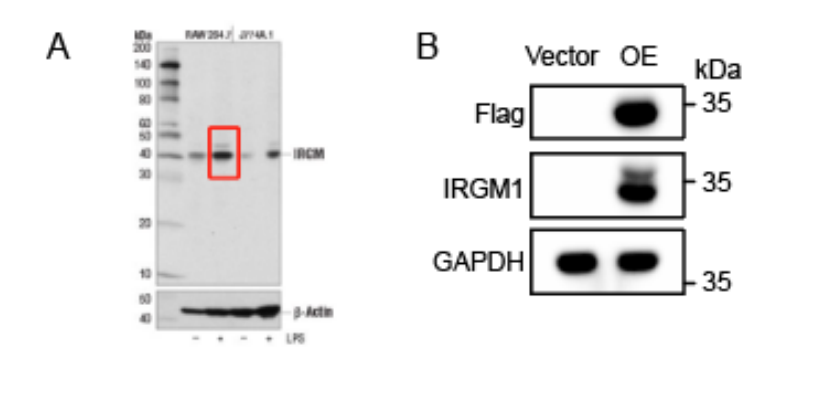 A
kDa
RAW 264.7 J774A.1
200
140
100
80
60
50
40
30
20
10
IRGM
50
40
β-Actin
- + - + LPS
B
Vector OE
kDa
Flag
35
IRGM1
35
GAPDH
35